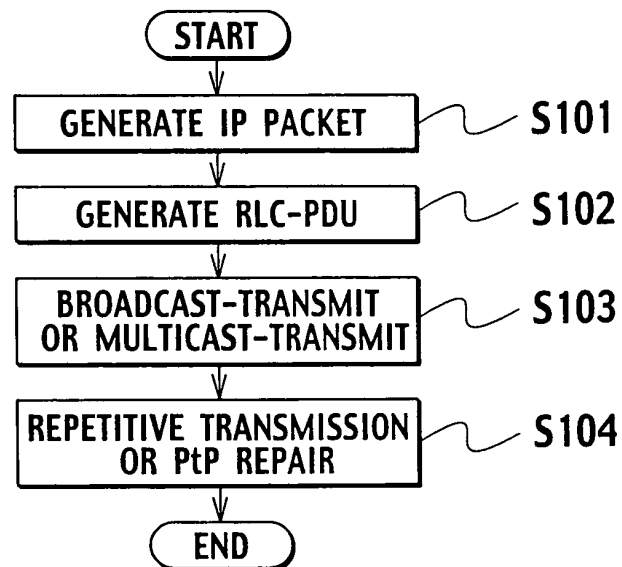 START
GENERATE IP PACKET
S101
GENERATE RLC-PDU
S102
BROADCAST-TRANSMIT
OR MULTICAST-TRANSMIT
S103
REPETITIVE TRANSMISSION
OR PtP REPAIR
S104
END